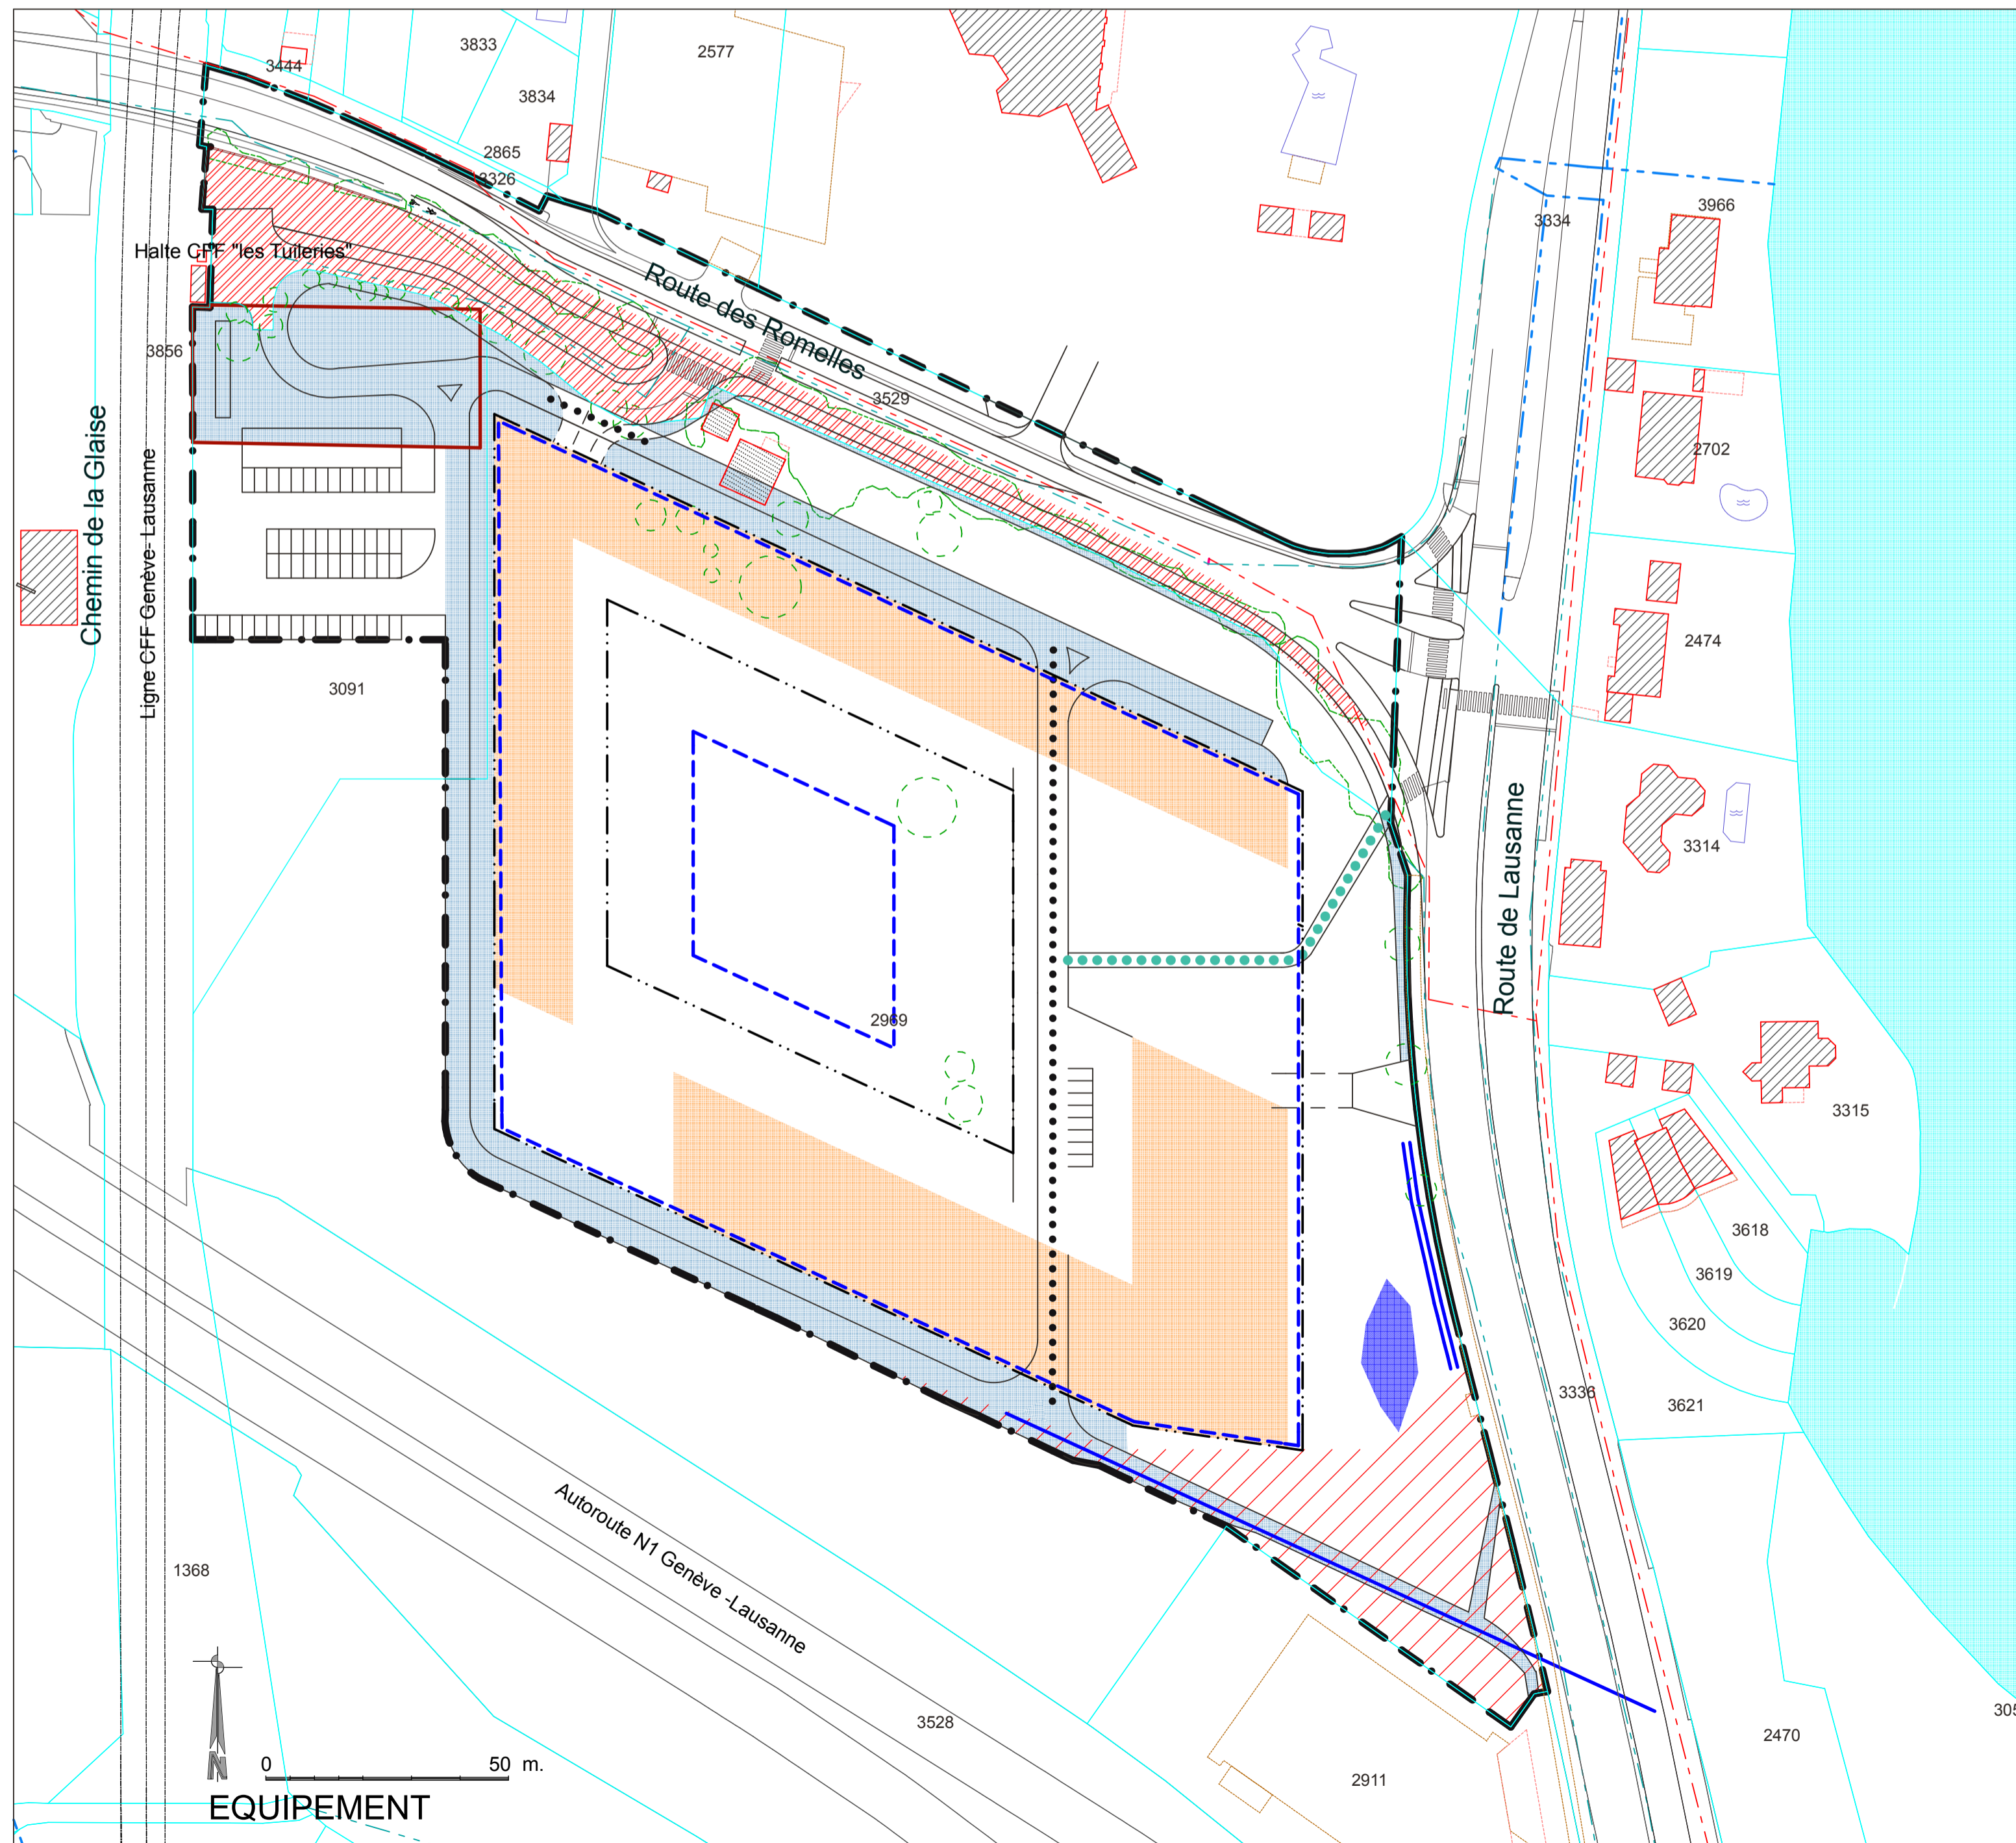 3833
2577
3444
3834
2865
3326
3966
3334
Halte CFF "les Tuileries"
Route des Romelles
3856
3529
Chemin de la Glaise
Ligne CFF Genève- Lausanne
2702
2474
3091
3314
Route de Lausanne
2969
3315
3618
3619
3620
3336
3621
Autoroute N1 Genève -Lausanne
1368
3528
2470
2911
N
0 50 m.
EQUIPEMENT